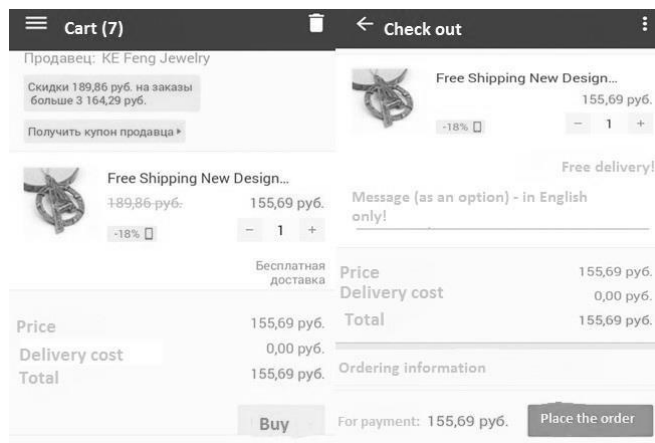 Cart (7)
Продавец: KE Feng Jewelry
Скидки 189,86 руб. на заказы
больше 3 164,29 руб.
Получить купон продавца
Free Shipping New Design...
189,86 руб.
155,69 руб.
-18%
− 1 +
Бесплатная
доставка
Price 155,69 руб.
Delivery cost 0,00 руб.
Total 155,69 руб.
Buy
Check out
Free Shipping New Design...
155,69 руб.
-18%
− 1 +
Free delivery!
Message (as an option) - in English
only!
Price 155,69 руб.
Delivery cost 0,00 руб.
Total 155,69 руб.
Ordering information
For payment: 155,69 руб.
Place the order